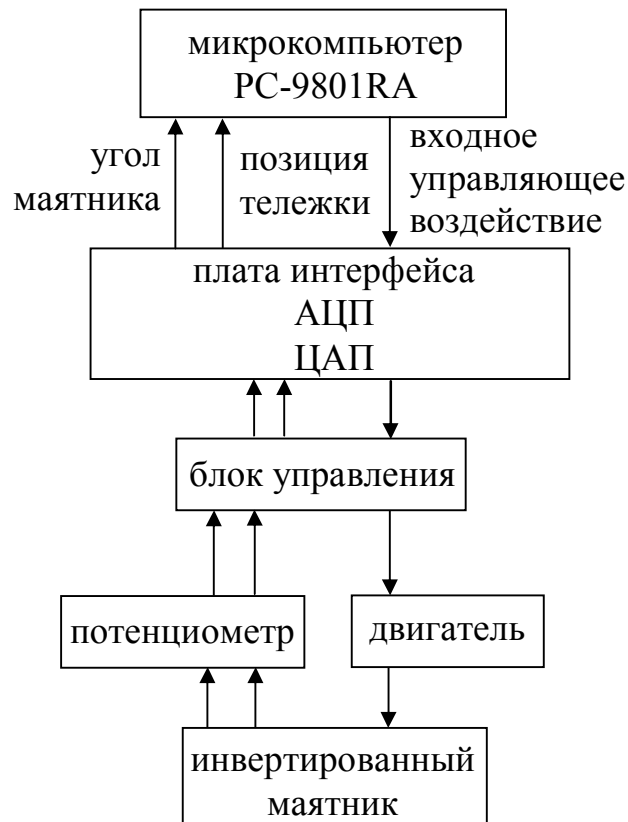 микрокомпьютер
PC-9801RA
угол
маятника
позиция
тележки
входное
управляющее
воздействие
плата интерфейса
АЦП
ЦАП
блок управления
потенциометр
двигатель
инвертированный
маятник